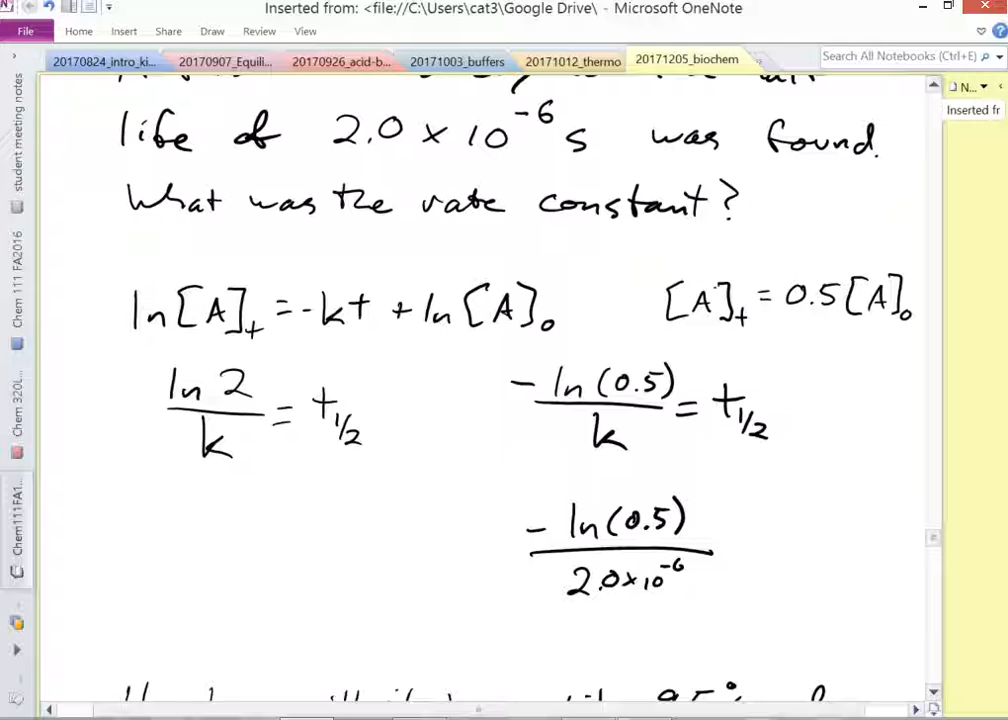 Inserted from: <file://C:\Users\cat3\Google Drive\ - Microsoft OneNote
File Home Insert Share Draw Review View
20170824_intro_ki... 20170907_Equili... 20170926_acid-b... 20171003_buffers 20171012_thermo 20171205_biochem
Search All Notebooks (Ctrl+E)
N...
Inserted fr
student meeting notes
Chem 111 FA2016
Chem 320L
Chem111FA1
life of 2.0 × 10⁻⁶ s was found.
What was the rate constant?
ln[A]t = -kt + ln[A]₀ [A]t = 0.5[A]₀
ln 2 / k = t1/2 -ln(0.5) / k = t1/2
-ln(0.5) / 2.0×10⁻⁶